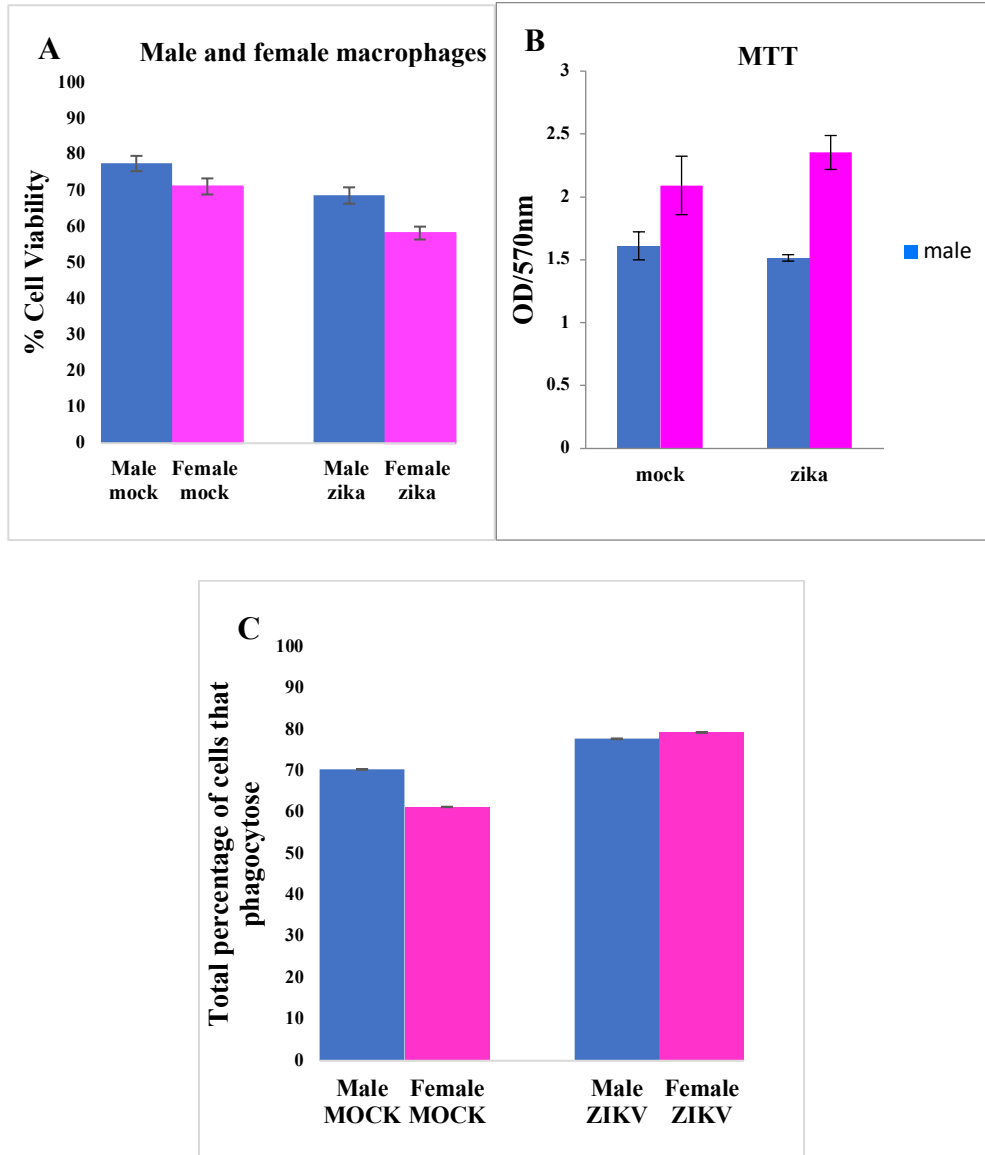 A
Male and female macrophages
% Cell Viability
100
90
80
70
60
50
40
30
20
10
0
Male Female
mock mock
Male Female
zika zika
B
MTT
OD/570nm
3
2.5
2
1.5
1
0.5
0
mock
zika
male
C
Total percentage of cells that
phagocytose
100
90
80
70
60
50
40
30
20
10
0
Male Female
MOCK MOCK
Male Female
ZIKV ZIKV